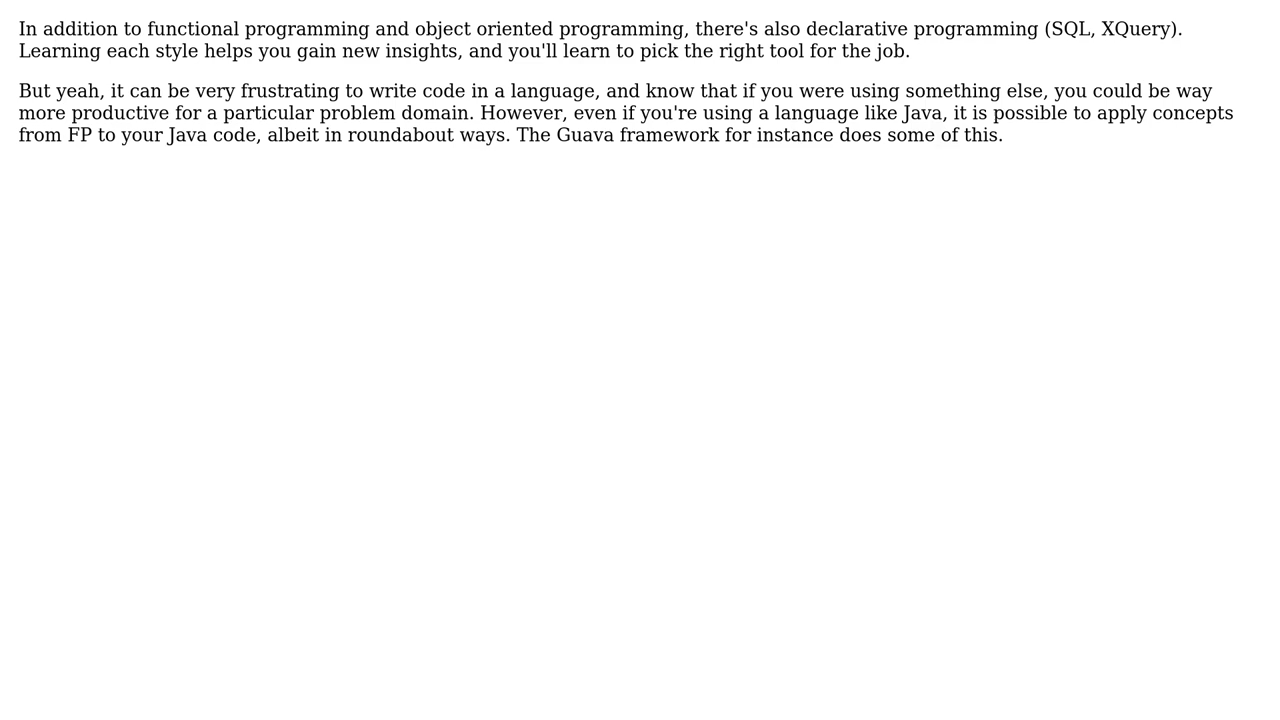 In addition to functional programming and object oriented programming, there's also declarative programming (SQL, XQuery).
Learning each style helps you gain new insights, and you'll learn to pick the right tool for the job.
But yeah, it can be very frustrating to write code in a language, and know that if you were using something else, you could be way
more productive for a particular problem domain. However, even if you're using a language like Java, it is possible to apply concepts
from FP to your Java code, albeit in roundabout ways. The Guava framework for instance does some of this.